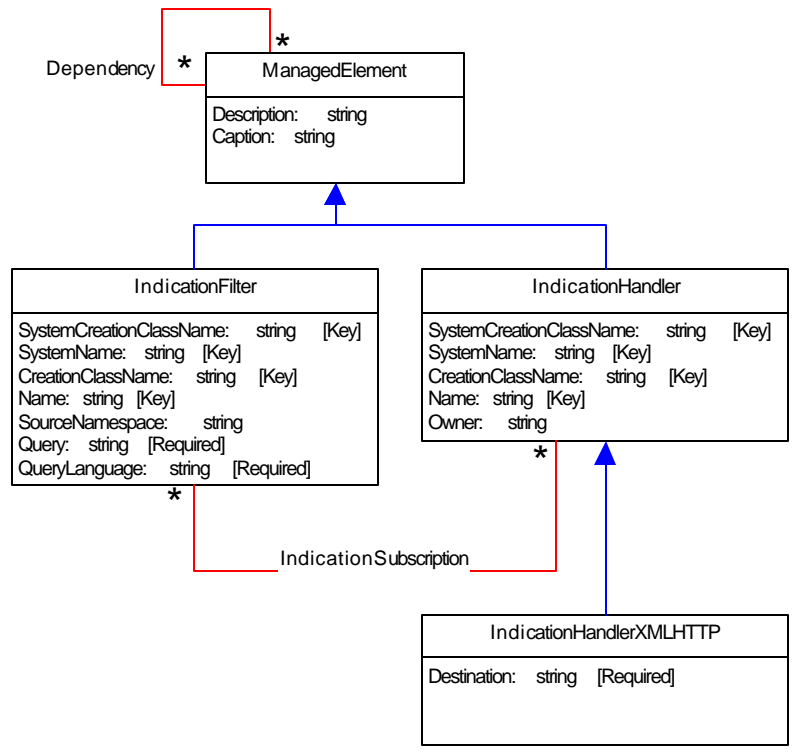 *
Dependency *
ManagedElement
Description: string
Caption: string
IndicationFilter
SystemCreationClassName: string [Key]
SystemName: string [Key]
CreationClassName: string [Key]
Name: string [Key]
SourceNamespace: string
Query: string [Required]
QueryLanguage: string [Required]
*
IndicationHandler
SystemCreationClassName: string [Key]
SystemName: string [Key]
CreationClassName: string [Key]
Name: string [Key]
Owner: string
*
IndicationSubscription
IndicationHandlerXMLHTTP
Destination: string [Required]